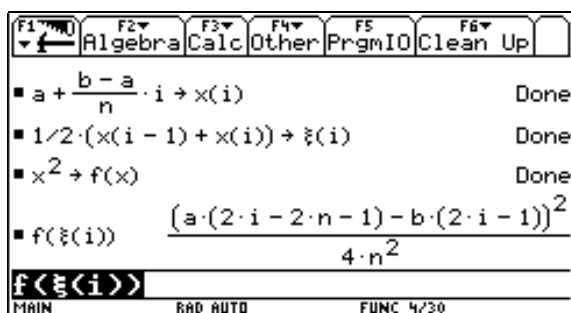 F1▼ F2▼ F3▼ F4▼ F5 F6▼
Algebra Calc Other PrgmIO Clean Up
■ a + (b - a)/n · i → x(i) Done
■ 1/2·(x(i - 1) + x(i)) → ξ(i) Done
■ x² → f(x) Done
■ f(ξ(i)) (a·(2·i - 2·n - 1) - b·(2·i - 1))²/(4·n²)
f(ξ(i))
MAIN RAD AUTO FUNC 4/30